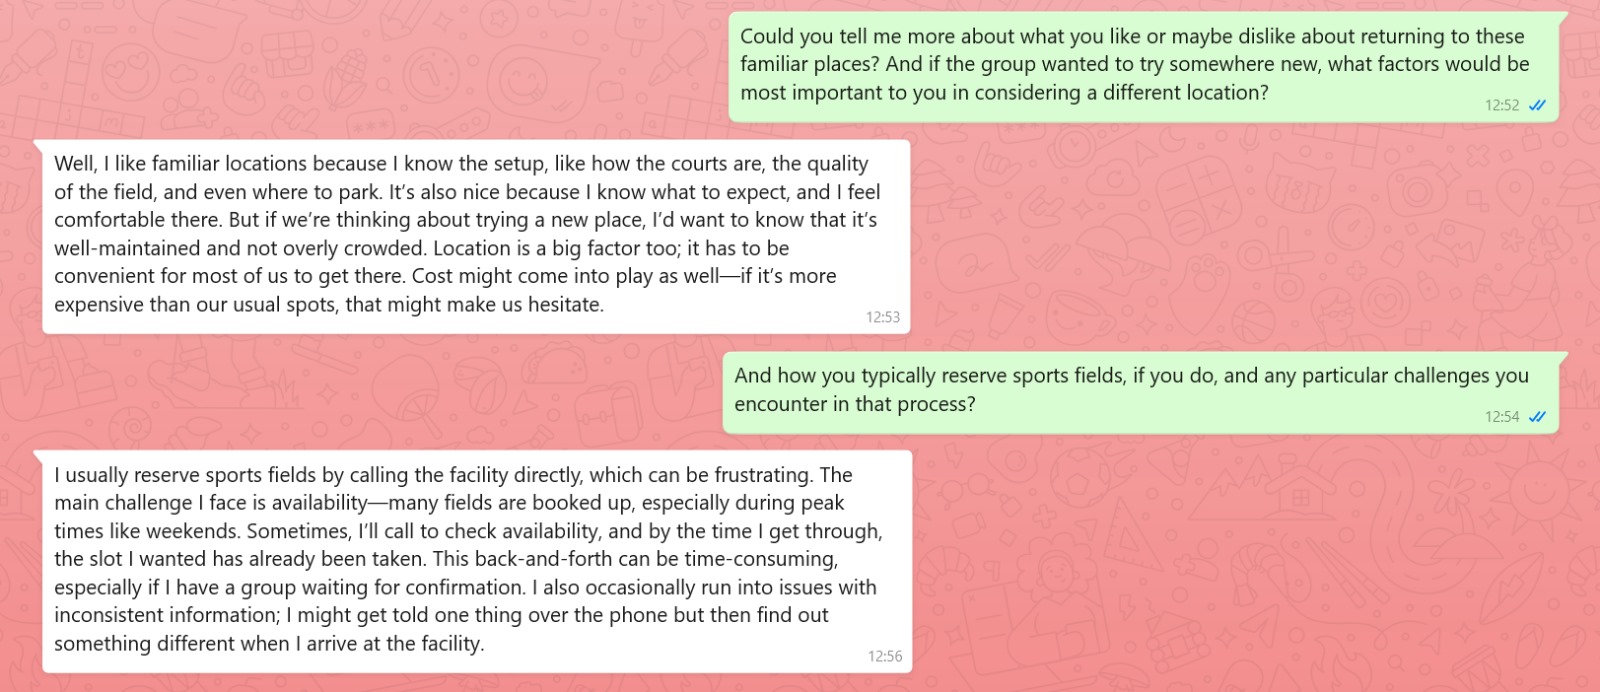 Could you tell me more about what you like or maybe dislike about returning to these
familiar places? And if the group wanted to try somewhere new, what factors would be
most important to you in considering a different location?
12:52
Well, I like familiar locations because I know the setup, like how the courts are, the quality
of the field, and even where to park. It’s also nice because I know what to expect, and I feel
comfortable there. But if we’re thinking about trying a new place, I’d want to know that it’s
well-maintained and not overly crowded. Location is a big factor too; it has to be
convenient for most of us to get there. Cost might come into play as well—if it’s more
expensive than our usual spots, that might make us hesitate.
12:53
And how you typically reserve sports fields, if you do, and any particular challenges you
encounter in that process?
12:54
I usually reserve sports fields by calling the facility directly, which can be frustrating. The
main challenge I face is availability—many fields are booked up, especially during peak
times like weekends. Sometimes, I’ll call to check availability, and by the time I get through,
the slot I wanted has already been taken. This back-and-forth can be time-consuming,
especially if I have a group waiting for confirmation. I also occasionally run into issues with
inconsistent information; I might get told one thing over the phone but then find out
something different when I arrive at the facility.
12:56